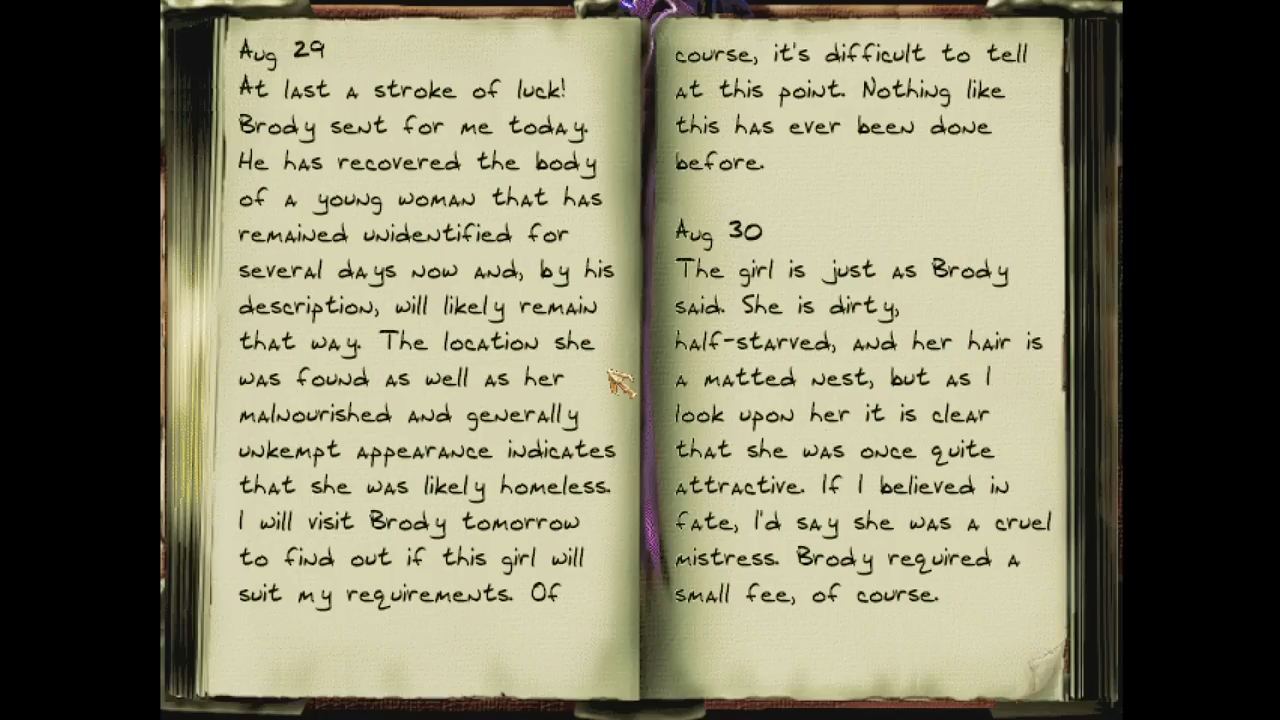 Aug 29
At last a stroke of luck!
Brody sent for me today.
He has recovered the body
of a young woman that has
remained unidentified for
several days now and, by his
description, will likely remain
that way. The location she
was found as well as her
malnourished and generally
unkempt appearance indicates
that she was likely homeless.
I will visit Brody tomorrow
to find out if this girl will
suit my requirements. Of
course, it's difficult to tell
at this point. Nothing like
this has ever been done
before.
Aug 30
The girl is just as Brody
said. She is dirty,
half-starved, and her hair is
a matted nest, but as I
look upon her it is clear
that she was once quite
attractive. If I believed in
fate, I'd say she was a cruel
mistress. Brody required a
small fee, of course.